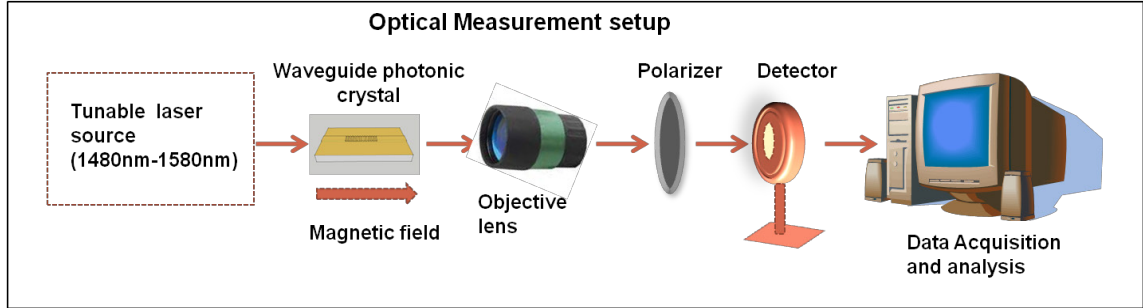 Optical Measurement setup
Tunable laser
source
(1480nm-1580nm)
Waveguide photonic
crystal
Magnetic field
Objective
lens
Polarizer
Detector
Data Acquisition
and analysis